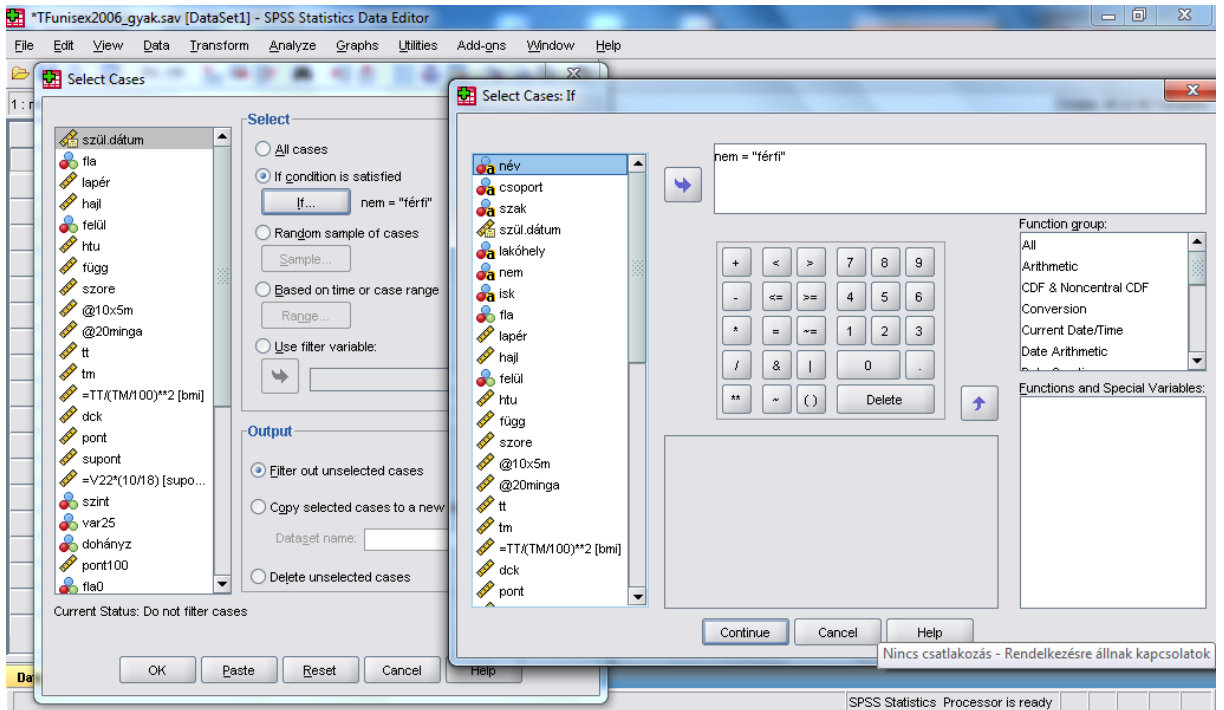 *TFunisex2006_gyak.sav [DataSet1] - SPSS Statistics Data Editor
File Edit View Data Transform Analyze Graphs Utilities Add-ons Window Help
Select Cases
szül.dátum
fla
lapér
hajl
felül
htu
függ
szore
@10x5m
@20minga
tt
tm
=TT/(TM/100)**2 [bmi]
dck
pont
supont
=V22*(10/18) [supo...
szint
var25
dohányz
pont100
fla0
Select
All cases
If condition is satisfied
If... nem = "férfi"
Random sample of cases
Sample...
Based on time or case range
Range...
Use filter variable:
Output
Filter out unselected cases
Copy selected cases to a new
Dataset name:
Delete unselected cases
Current Status: Do not filter cases
OK Paste Reset Cancel Help
Select Cases: If
név
csoport
szak
szül.dátum
lakóhely
nem
isk
fla
lapér
hajl
felül
htu
függ
szore
@10x5m
@20minga
tt
tm
=TT/(TM/100)**2 [bmi]
dck
pont
nem = "férfi"
+ < > 7 8 9
- <= >= 4 5 6
* = ~= 1 2 3
/ & | 0 .
** ~ ( ) Delete
Function group:
All
Arithmetic
CDF & Noncentral CDF
Conversion
Current Date/Time
Date Arithmetic
Functions and Special Variables:
Continue Cancel Help
Nincs csatlakozás - Rendelkezésre állnak kapcsolatok
SPSS Statistics Processor is ready